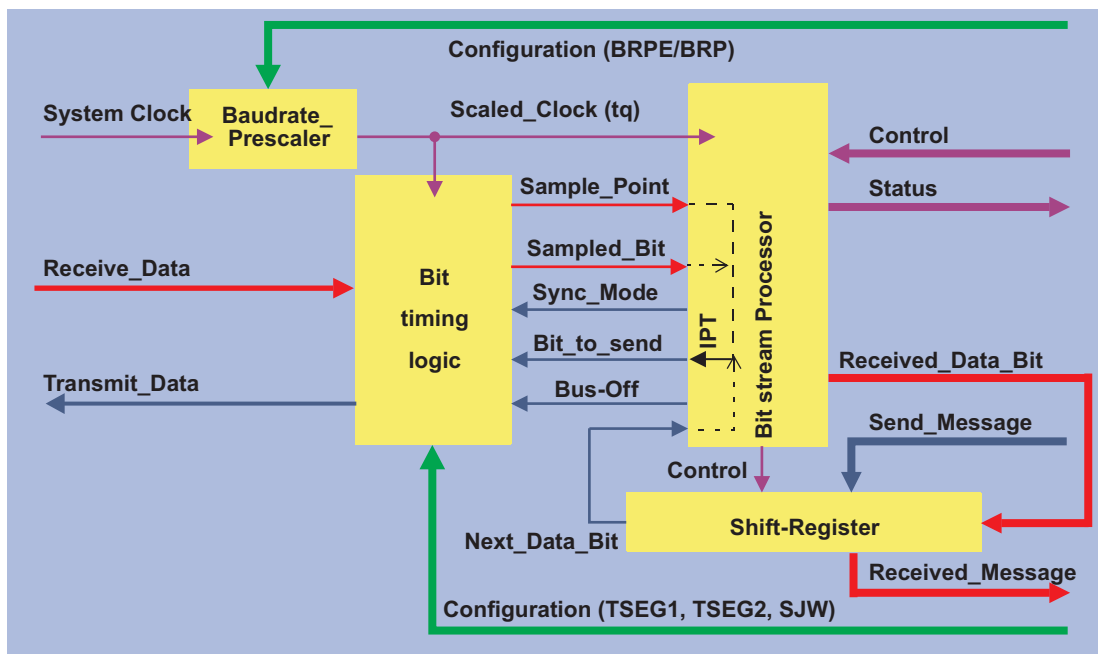 Configuration (BRPE/BRP)
System Clock
Baudrate_
Prescaler
Scaled_Clock (tq)
Control
Status
Sample_Point
Sampled_Bit
Receive_Data
Bit
timing
logic
Sync_Mode
Bit_to_send
IPT
Bit stream Processor
Transmit_Data
Bus-Off
Received_Data_Bit
Send_Message
Control
Next_Data_Bit
Shift-Register
Received_Message
Configuration (TSEG1, TSEG2, SJW)